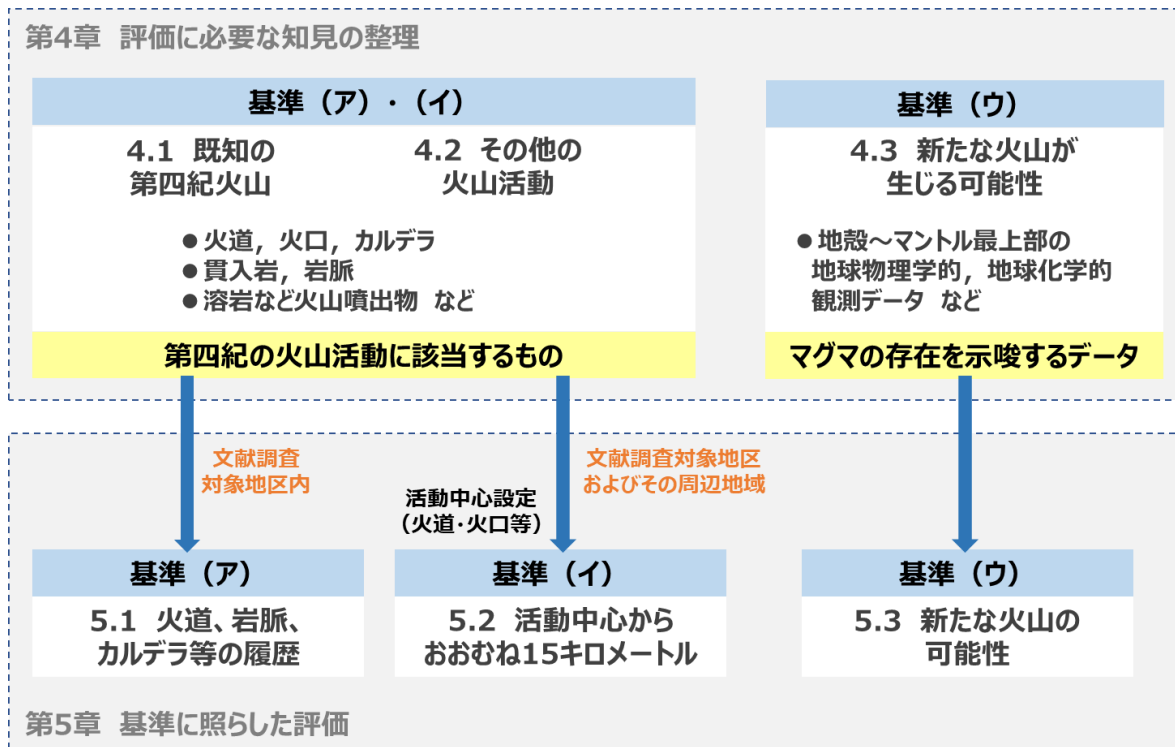 第4章 評価に必要な知見の整理
基準（ア）・（イ）
4.1 既知の
第四紀火山
4.2 その他の
火山活動
●火道，火口，カルデラ
●貫入岩，岩脈
●溶岩など火山噴出物 など
第四紀の火山活動に該当するもの
基準（ウ）
4.3 新たな火山が
生じる可能性
●地殻～マントル最上部の
地球物理学的，地球化学的
観測データ など
マグマの存在を示唆するデータ
文献調査
対象地区内
活動中心設定
（火道･火口等）
文献調査対象地区
およびその周辺地域
基準（ア）
5.1 火道、岩脈、
カルデラ等の履歴
基準（イ）
5.2 活動中心から
おおむね15キロメートル
基準（ウ）
5.3 新たな火山の
可能性
第5章 基準に照らした評価